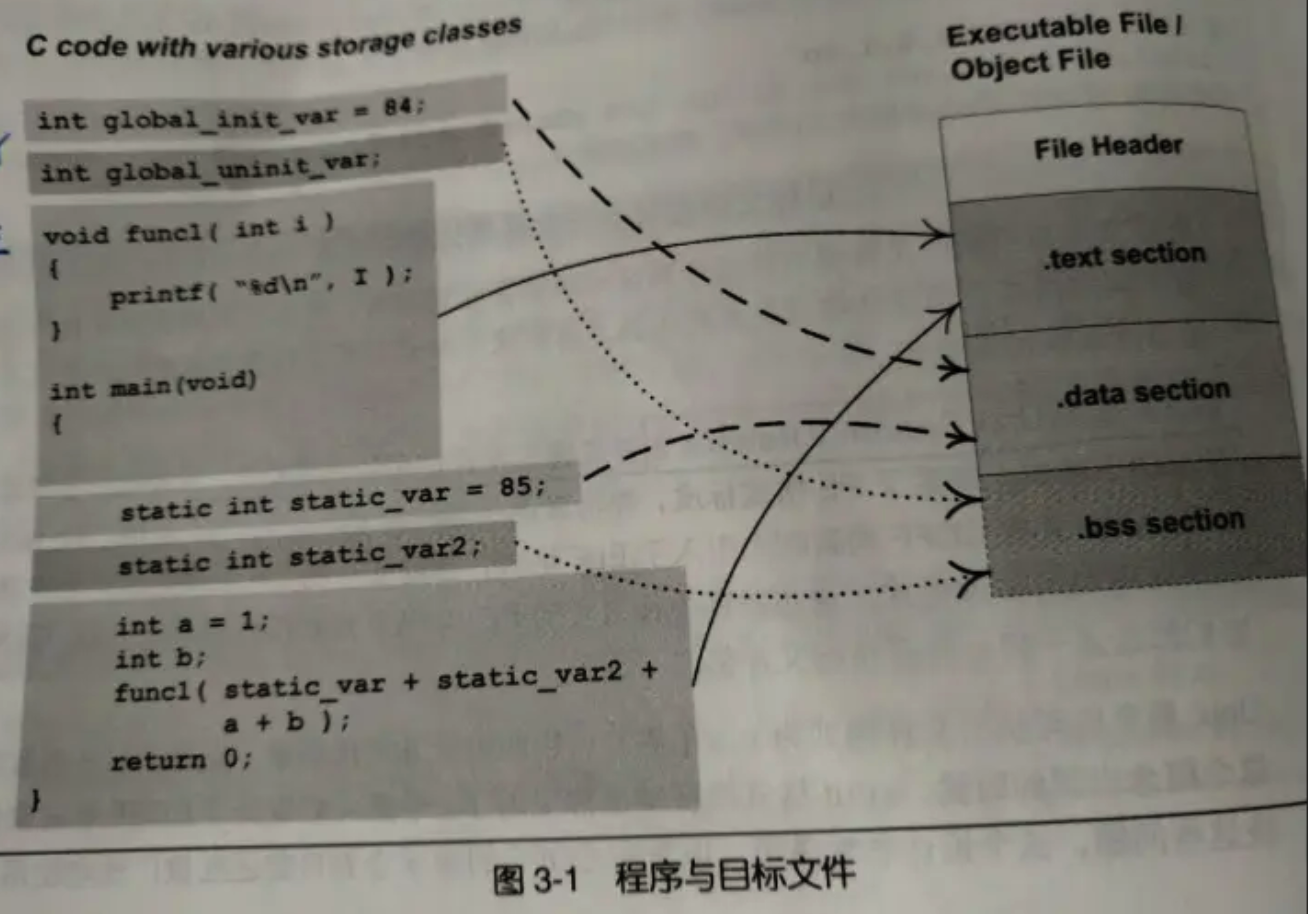 C code with various storage classes
int global_init_var = 84;
int global_uninit_var;
void func1( int i )
{
    printf( "%d\n", I );
}
int main(void)
{
    static int static_var = 85;
    static int static_var2;
    int a = 1;
    int b;
    func1( static_var + static_var2 +
           a + b );
    return 0;
}
Executable File /
Object File
File Header
.text section
.data section
.bss section
图 3-1 程序与目标文件